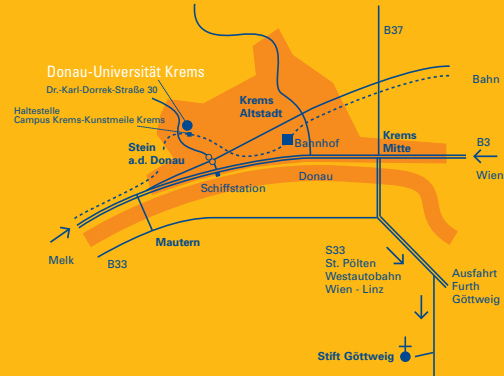 B37
Donau-Universität Krems
Dr.-Karl-Dorrek-Straße 30
Bahn
Haltestelle
Campus Krems-Kunstmeile Krems
Krems
Altstadt
Bahnhof
Krems
Mitte
B3
Wien
Stein
a.d. Donau
Schiffstation
Donau
Mautern
Melk
B33
S33
St. Pölten
Westautobahn
Wien - Linz
Ausfahrt
Furth
Göttweig
Stift Göttweig